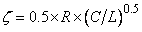 ζ = 0.5×R×(C/L)^0.5